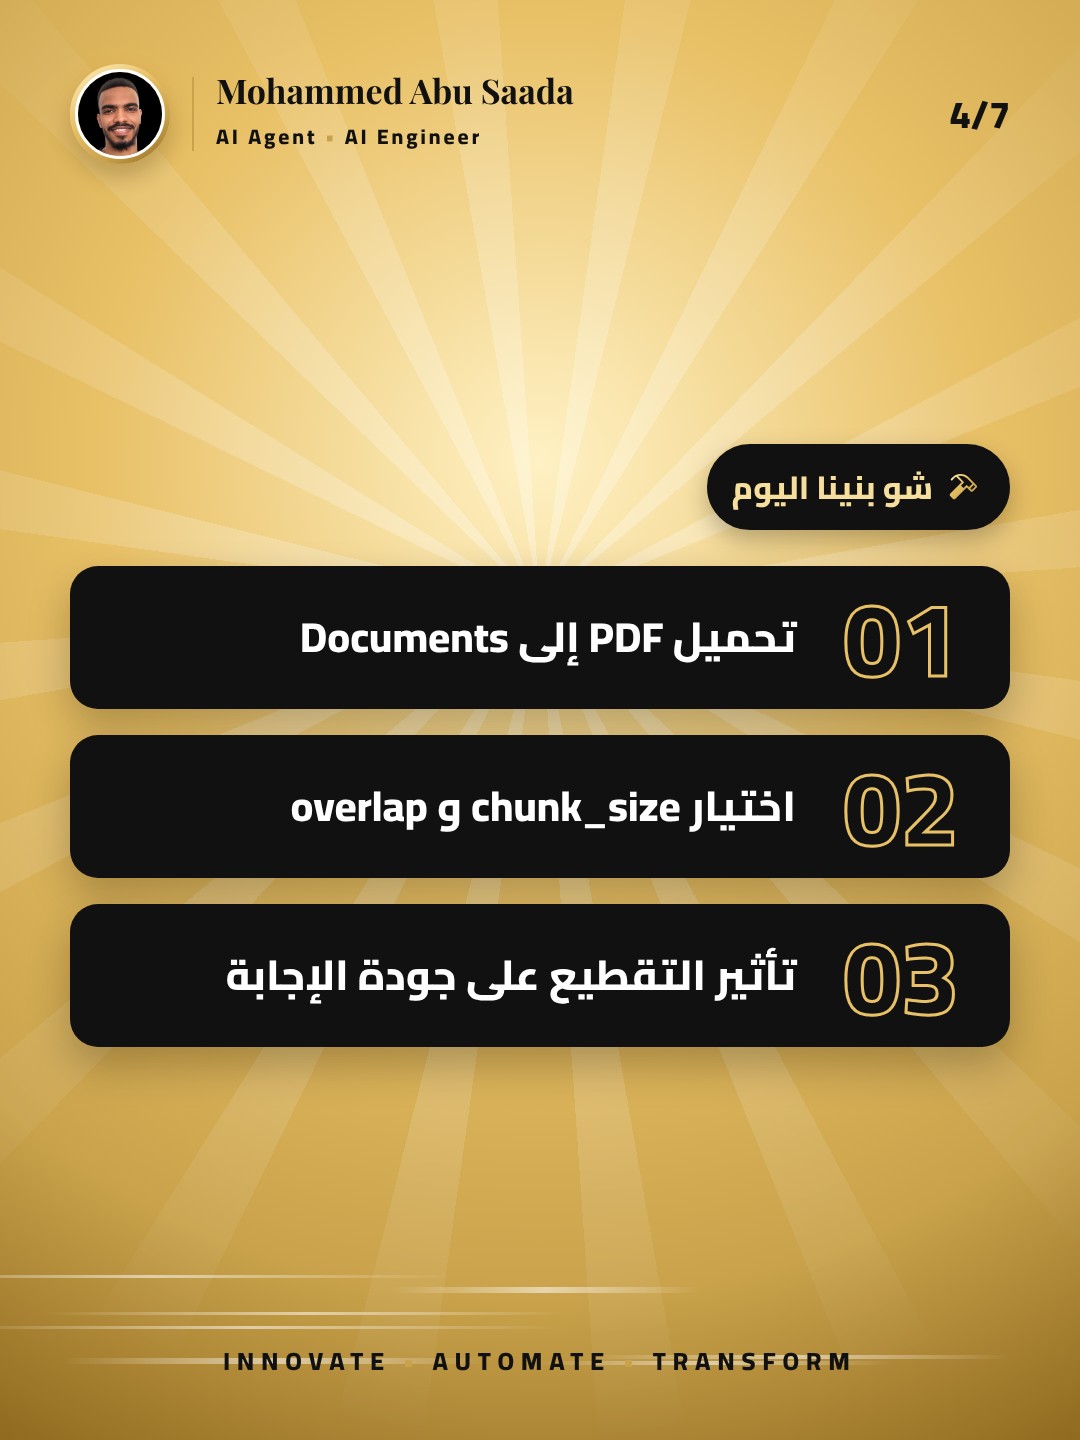 Mohammed Abu Saada
AI Agent • AI Engineer
4/7
شو بنينا اليوم
01 تحميل PDF إلى Documents
02 اختيار chunk_size و overlap
03 تأثير التقطيع على جودة الإجابة
INNOVATE • AUTOMATE • TRANSFORM